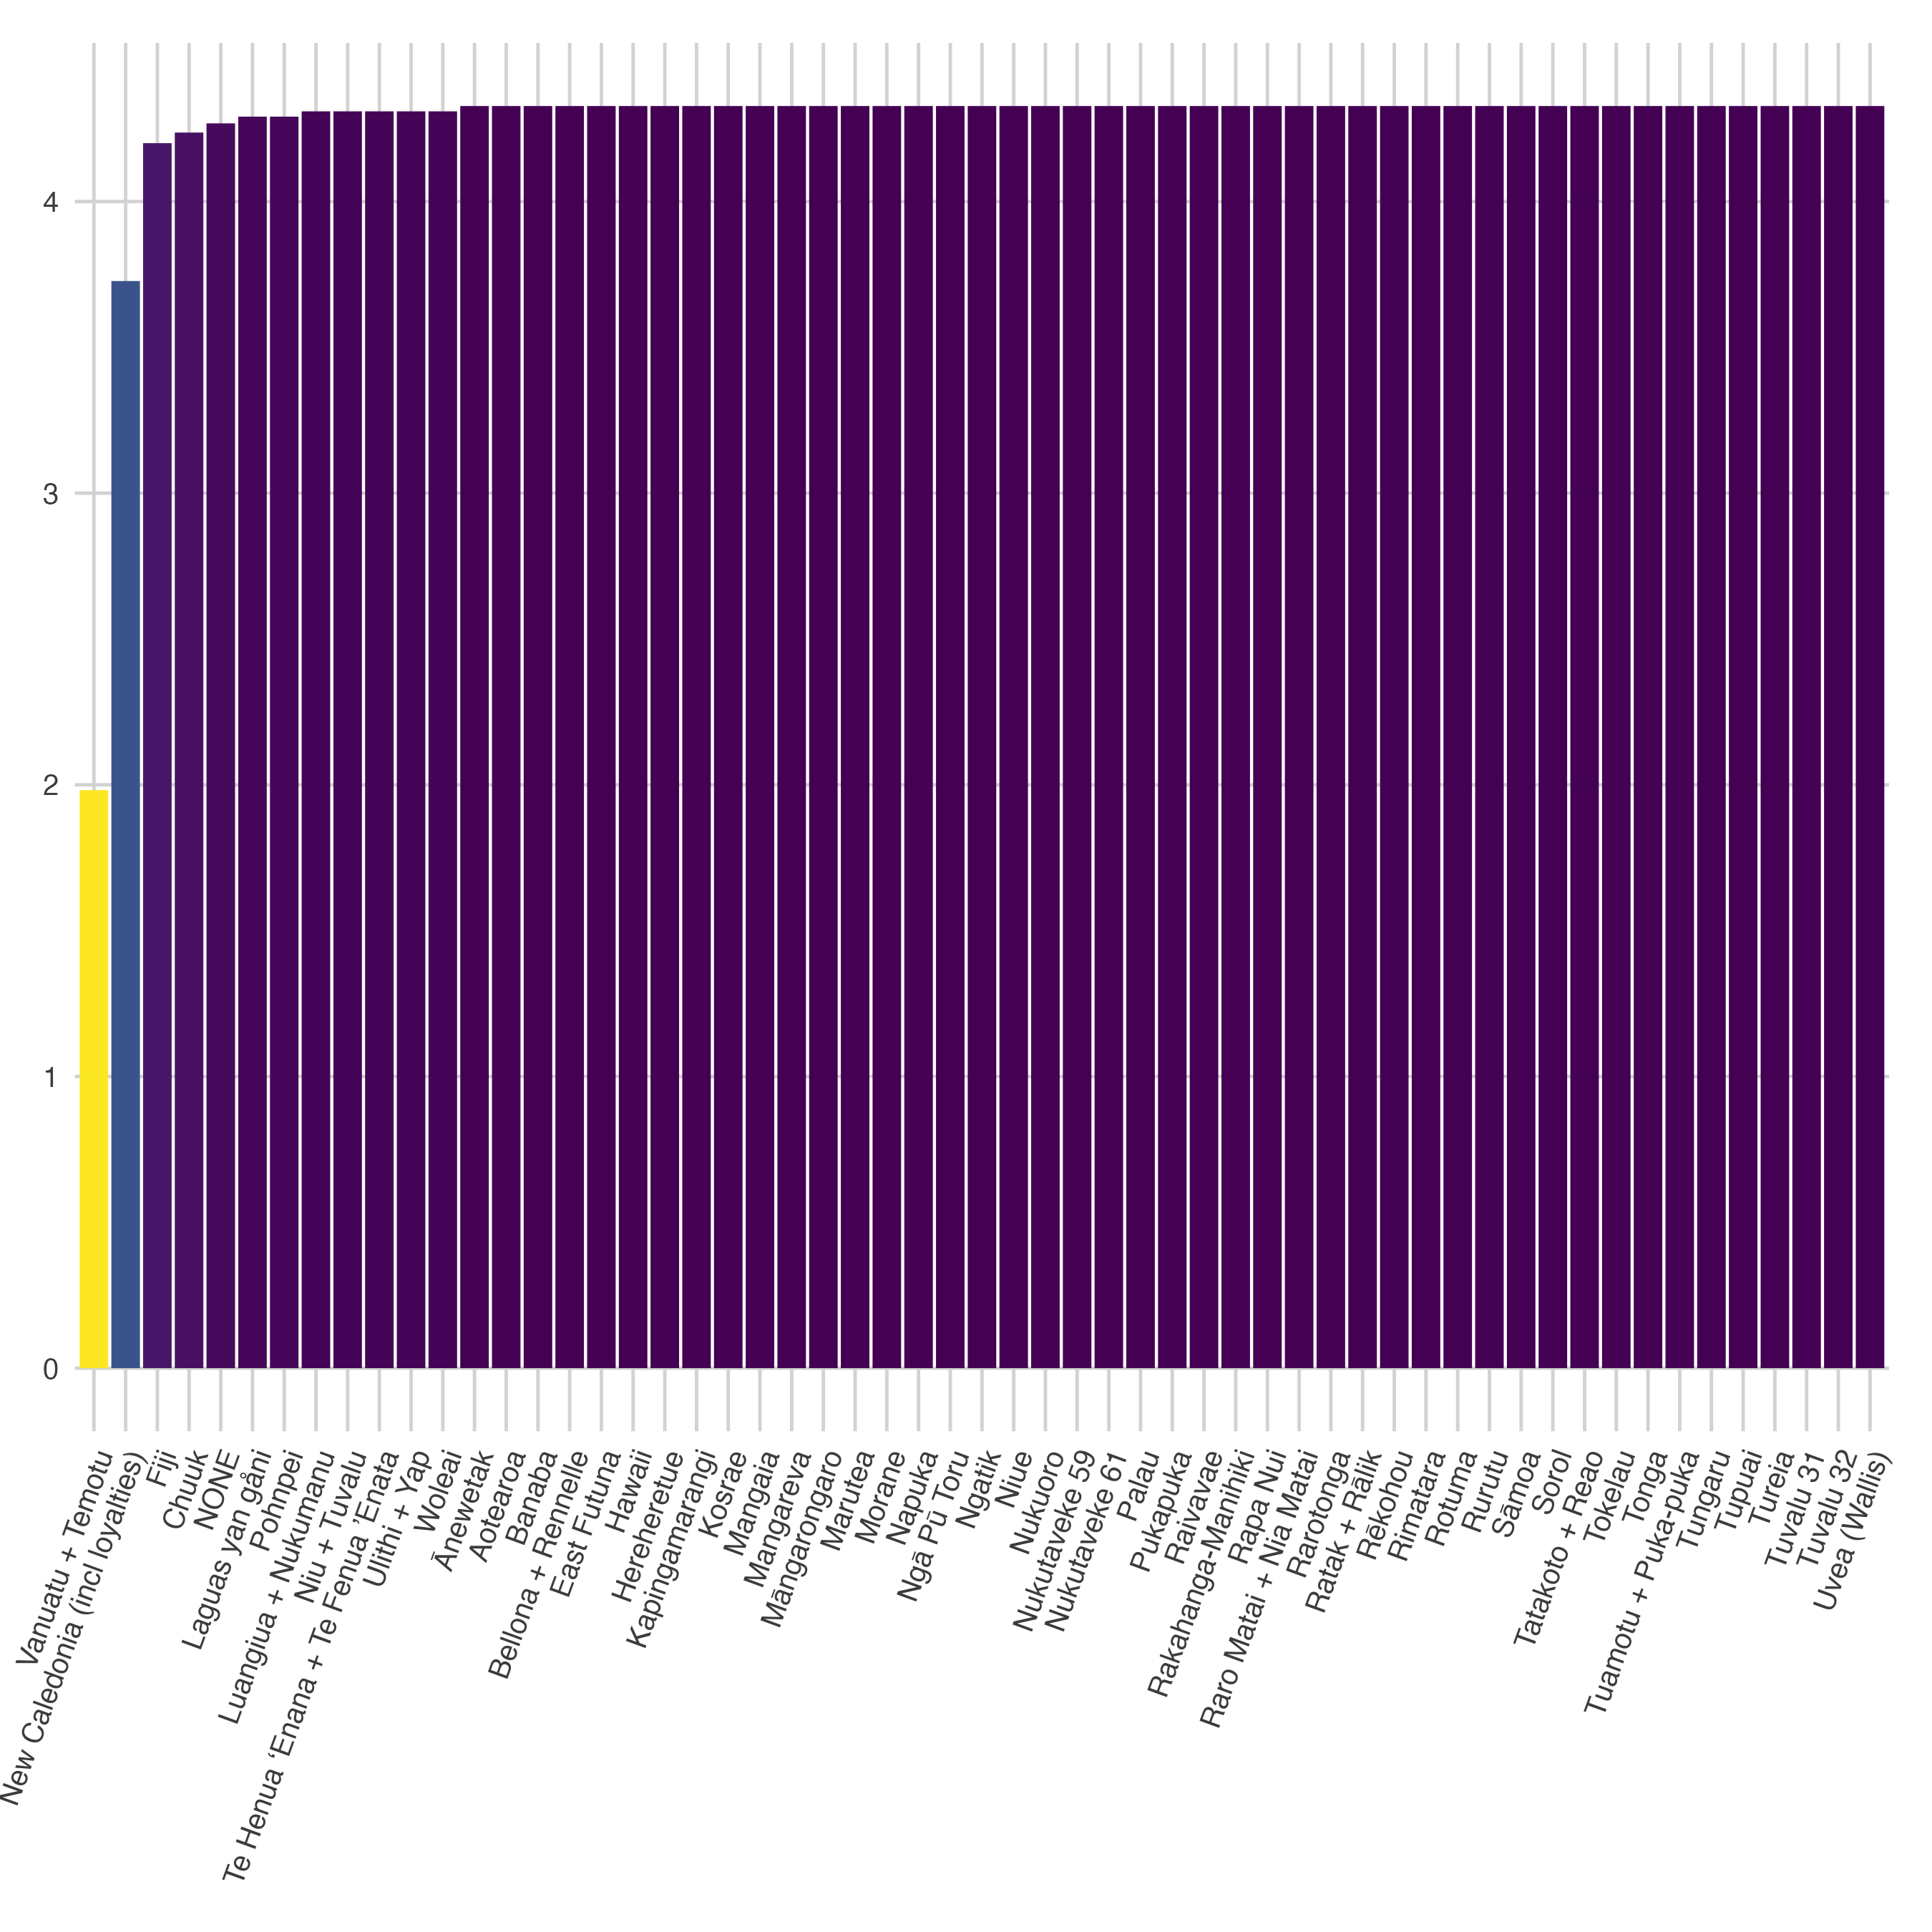 4
3
2
1
0
Vanuatu + Temotu
New Caledonia (incl loyalties)
Fiji
Chuuk
NONE
Laguas yan gåni
Pohnpei
Luangiua + Nukumanu
Niu + Tuvalu
Te Henua ‘Enana + Te Fenua ’Enata
Ulithi + Yap
Woleai
Ānewetak
Aotearoa
Banaba
Bellona + Rennelle
East Futuna
Hawaii
Hereheretue
Kapingamarangi
Kosrae
Mangaia
Mangareva
Māngarongaro
Marutea
Morane
Napuka
Ngā Pū Toru
Ngatik
Niue
Nukuoro
Nukutaveke 59
Nukutaveke 61
Palau
Pukapuka
Raivavae
Rakahanga-Manihiki
Rapa Nui
Raro Matai + Nia Matai
Rarotonga
Ratak + Rālik
Rēkohou
Rimatara
Rotuma
Rurutu
Sāmoa
Sorol
Tatakoto + Reao
Tokelau
Tonga
Tuamotu + Puka-puka
Tungaru
Tupuai
Tureia
Tuvalu 31
Tuvalu 32
Uvea (Wallis)